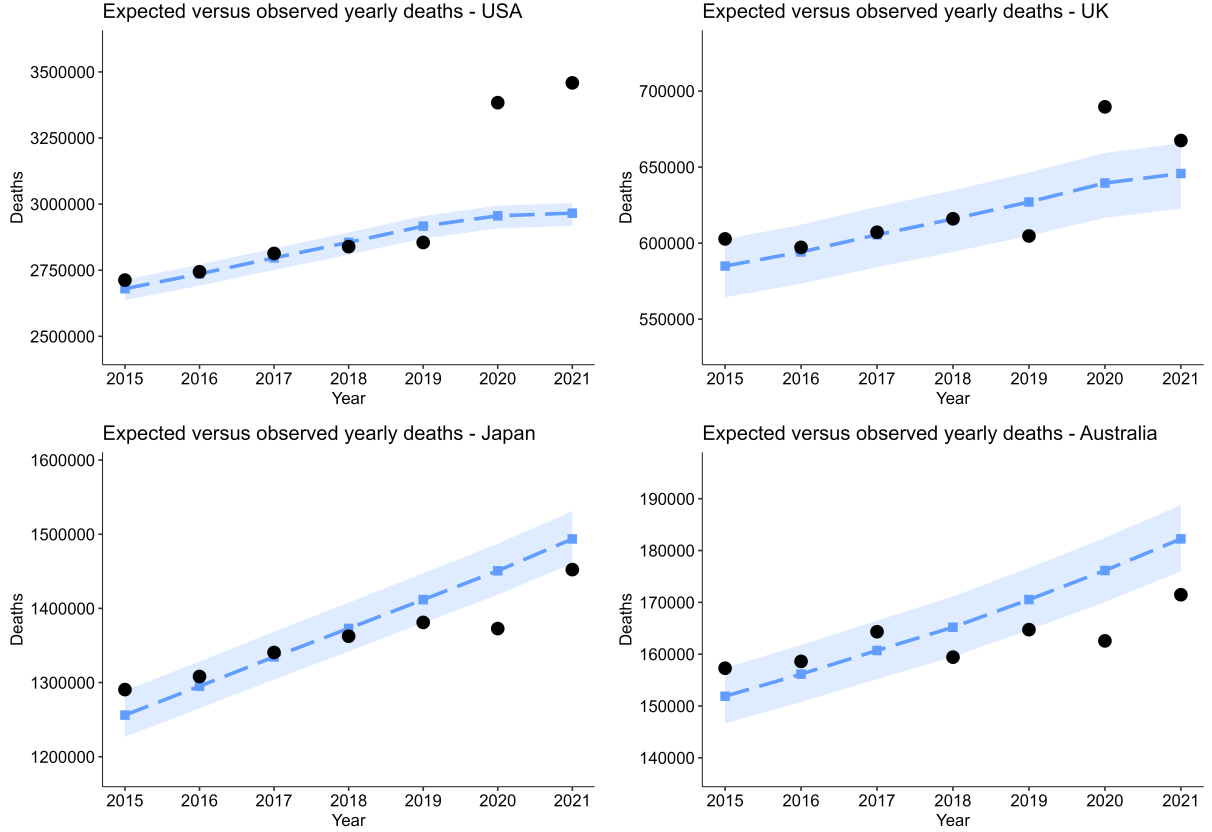 Expected versus observed yearly deaths - USA
Deaths
3500000
3250000
3000000
2750000
2500000
2015 2016 2017 2018 2019 2020 2021
Year
Expected versus observed yearly deaths - UK
Deaths
700000
650000
600000
550000
2015 2016 2017 2018 2019 2020 2021
Year
Expected versus observed yearly deaths - Japan
Deaths
1600000
1500000
1400000
1300000
1200000
2015 2016 2017 2018 2019 2020 2021
Year
Expected versus observed yearly deaths - Australia
Deaths
190000
180000
170000
160000
150000
140000
2015 2016 2017 2018 2019 2020 2021
Year